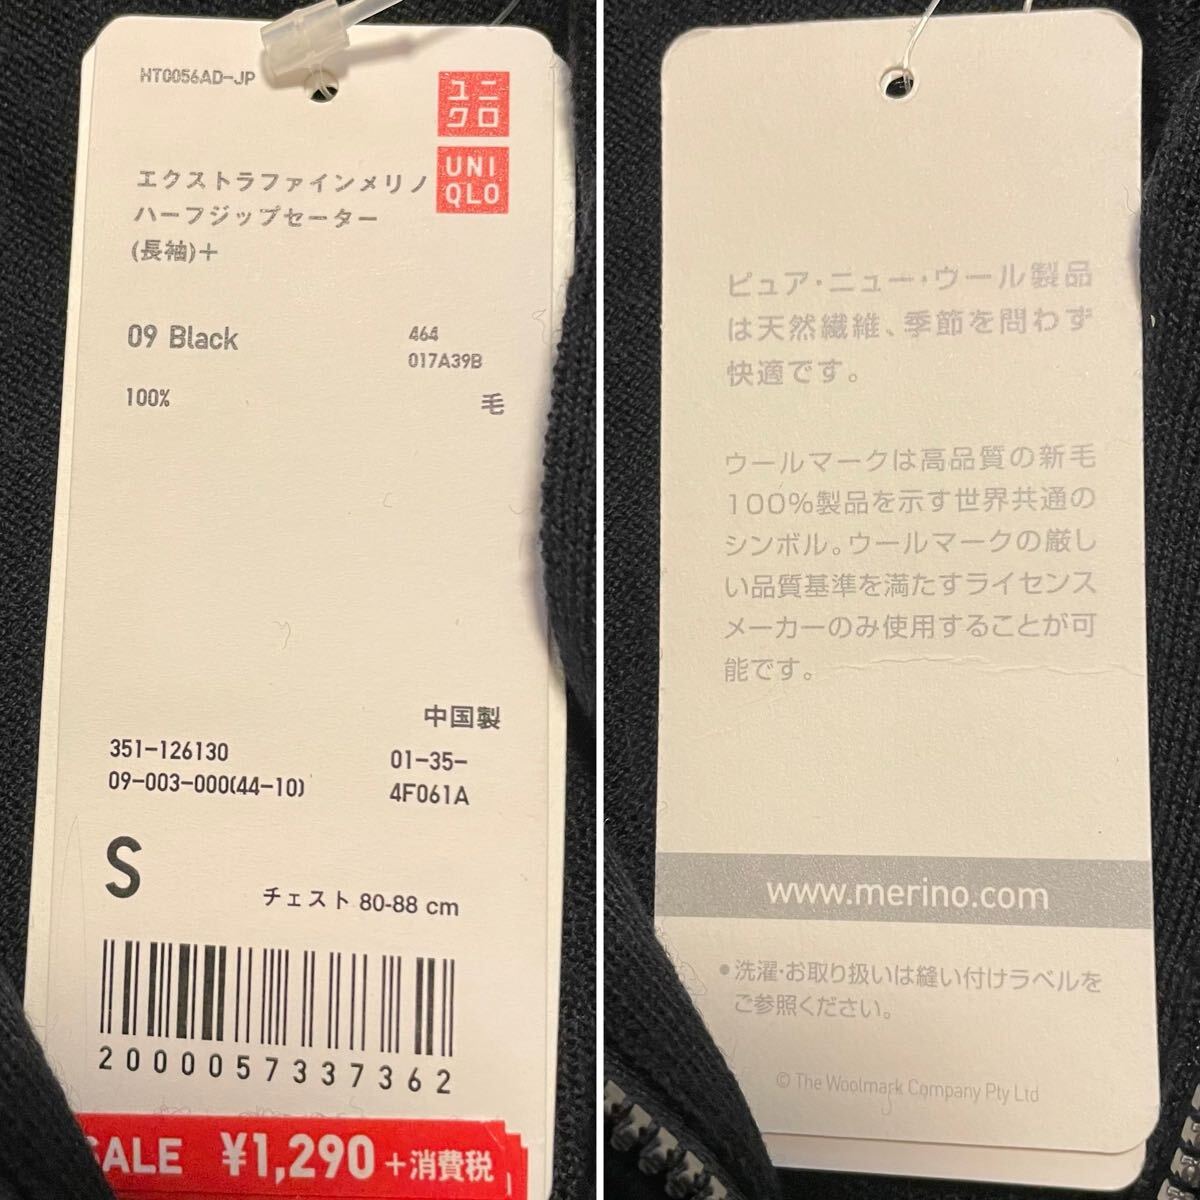 HT0056AD-JP
ユニ
クロ
UNI
QLO
エクストラファインメリノ
ハーフジップセーター
(長袖)+
09 Black
464
017A39B
100%
毛
中国製
351-126130
01-35-
09-003-000(44-10)
4F061A
S
チェスト 80-88 cm
2000057337362
SALE ¥1,290 +消費税
ピュア・ニュー・ウール製品
は天然繊維、季節を問わず
快適です。
ウールマークは高品質の新毛
100%製品を示す世界共通の
シンボル。ウールマークの厳し
い品質基準を満たすライセンス
メーカーのみ使用することが可
能です。
www.merino.com
•洗濯・お取り扱いは縫い付けラベルを
ご参照ください。
© The Woolmark Company Pty Ltd